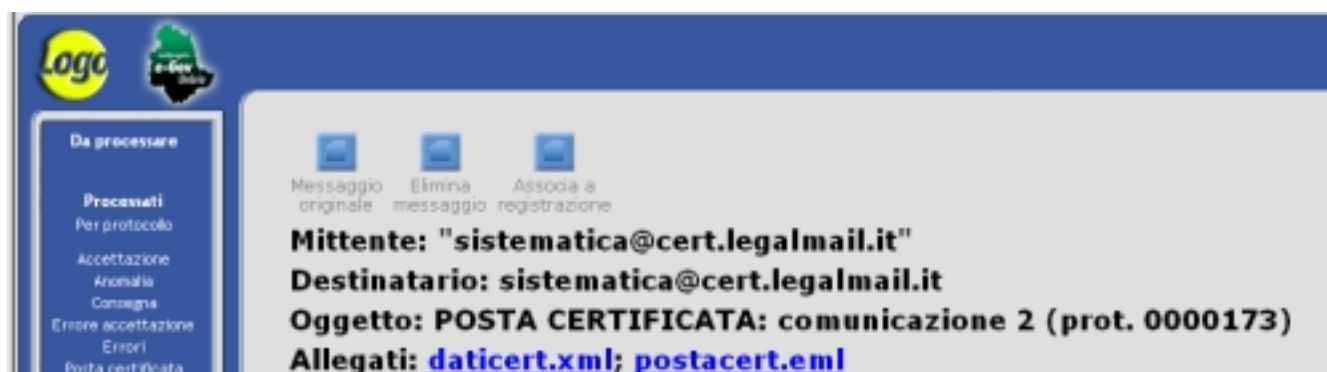 Logo
e-Gov
Da processare
Processati
Per protocollo
Accettazione
Anomalia
Consegna
Errore accettazione
Errori
Posta certificata
Messaggio originale
Elimina messaggio
Associa a registrazione
Mittente: "sistematica@cert.legalmail.it"
Destinatario: sistematica@cert.legalmail.it
Oggetto: POSTA CERTIFICATA: comunicazione 2 (prot. 0000173)
Allegati: daticert.xml; postacert.eml